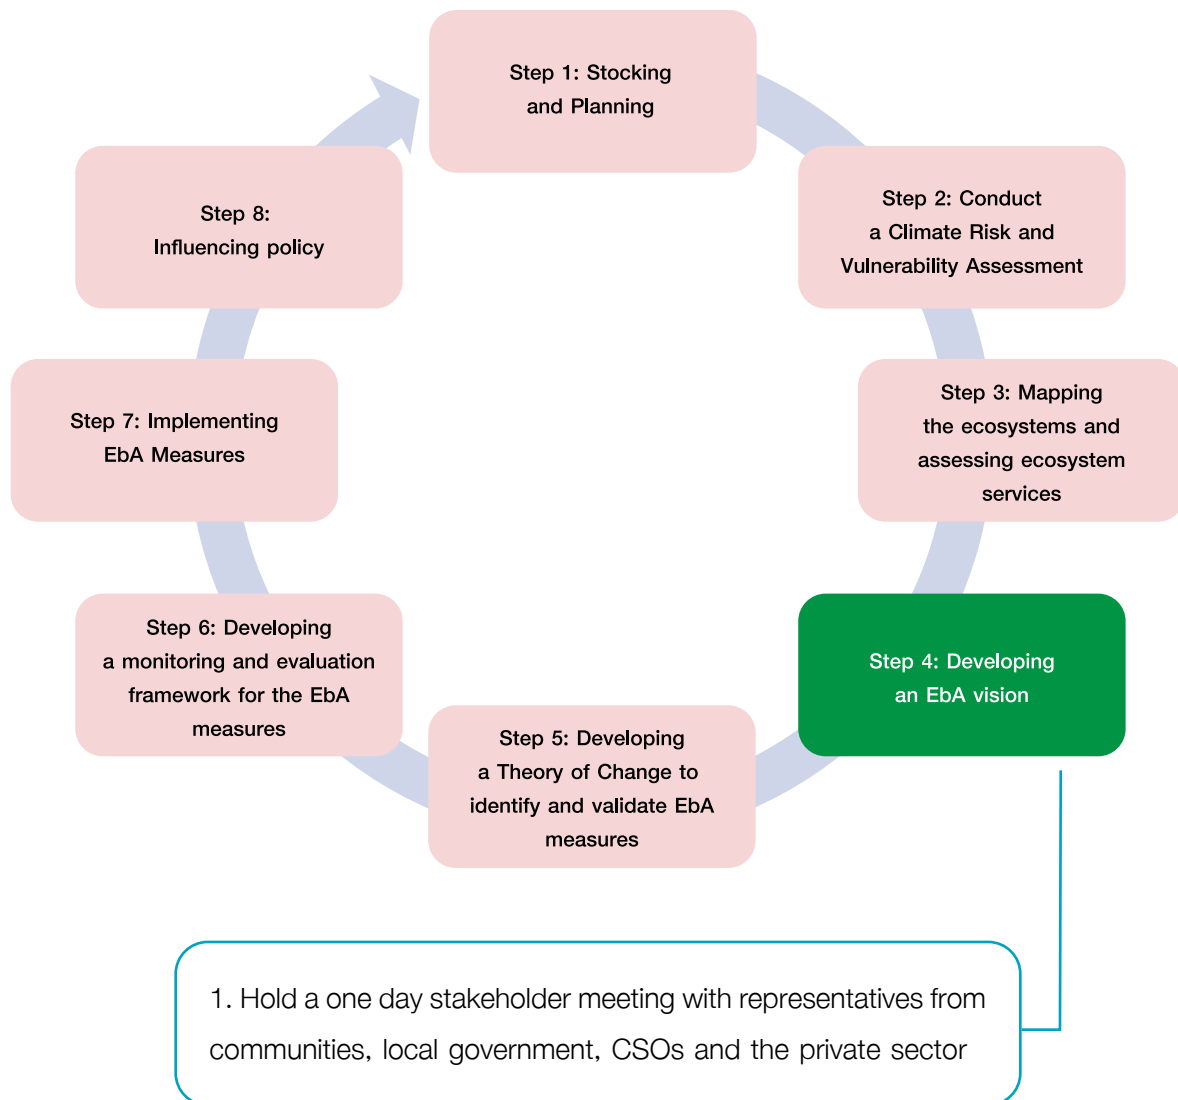 Step 1: Stocking
and Planning
Step 2: Conduct
a Climate Risk and
Vulnerability Assessment
Step 3: Mapping
the ecosystems and
assessing ecosystem
services
Step 4: Developing
an EbA vision
Step 5: Developing
a Theory of Change to
identify and validate EbA
measures
Step 6: Developing
a monitoring and evaluation
framework for the EbA
measures
Step 7: Implementing
EbA Measures
Step 8:
Influencing policy
1. Hold a one day stakeholder meeting with representatives from
communities, local government, CSOs and the private sector